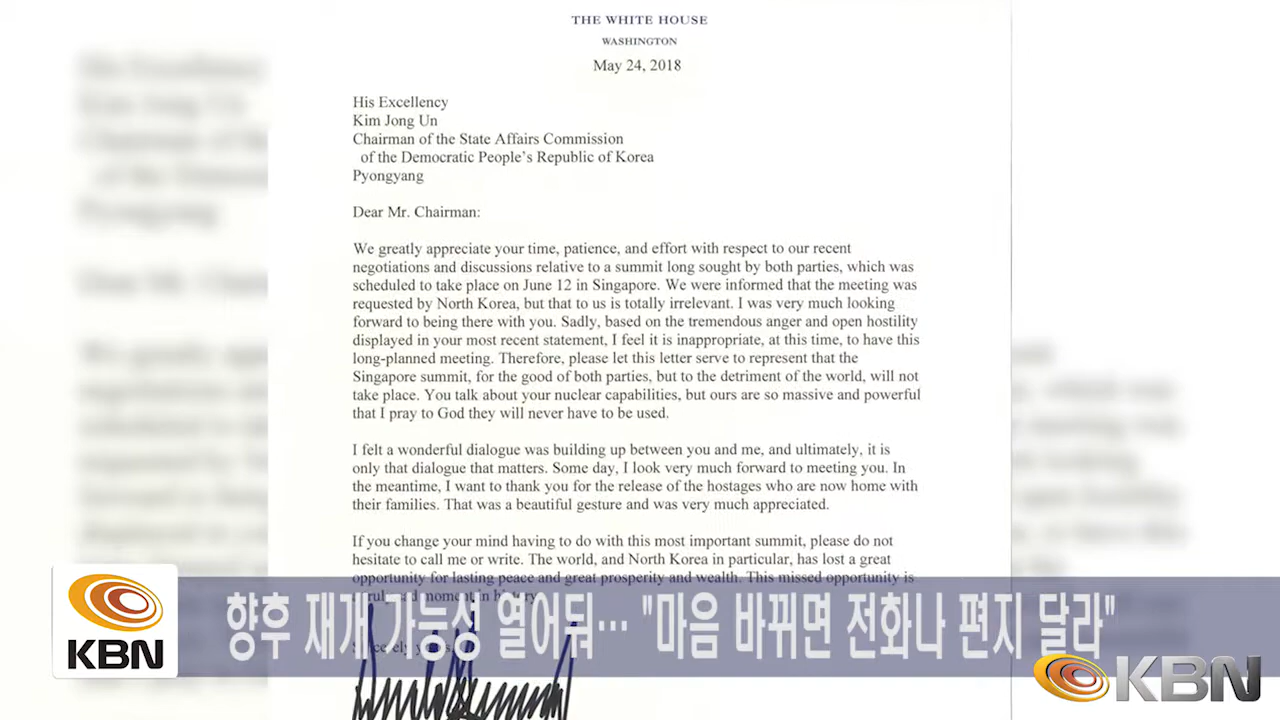 THE WHITE HOUSE
WASHINGTON
May 24, 2018
His Excellency
Kim Jong Un
Chairman of the State Affairs Commission
of the Democratic People's Republic of Korea
Pyongyang
Dear Mr. Chairman:
We greatly appreciate your time, patience, and effort with respect to our recent
negotiations and discussions relative to a summit long sought by both parties, which was
scheduled to take place on June 12 in Singapore. We were informed that the meeting was
requested by North Korea, but that to us is totally irrelevant. I was very much looking
forward to being there with you. Sadly, based on the tremendous anger and open hostility
displayed in your most recent statement, I feel it is inappropriate, at this time, to have this
long-planned meeting. Therefore, please let this letter serve to represent that the
Singapore summit, for the good of both parties, but to the detriment of the world, will not
take place. You talk about your nuclear capabilities, but ours are so massive and powerful
that I pray to God they will never have to be used.
I felt a wonderful dialogue was building up between you and me, and ultimately, it is
only that dialogue that matters. Some day, I look very much forward to meeting you. In
the meantime, I want to thank you for the release of the hostages who are now home with
their families. That was a beautiful gesture and was very much appreciated.
If you change your mind having to do with this most important summit, please do not
hesitate to call me or write. The world, and North Korea in particular, has lost a great
opportunity for lasting peace and great prosperity and wealth. This missed opportunity is
moment in
KBN
향후 재개 가능성 열어둬… "마음 바뀌면 전화나 편지 달라"
KBN